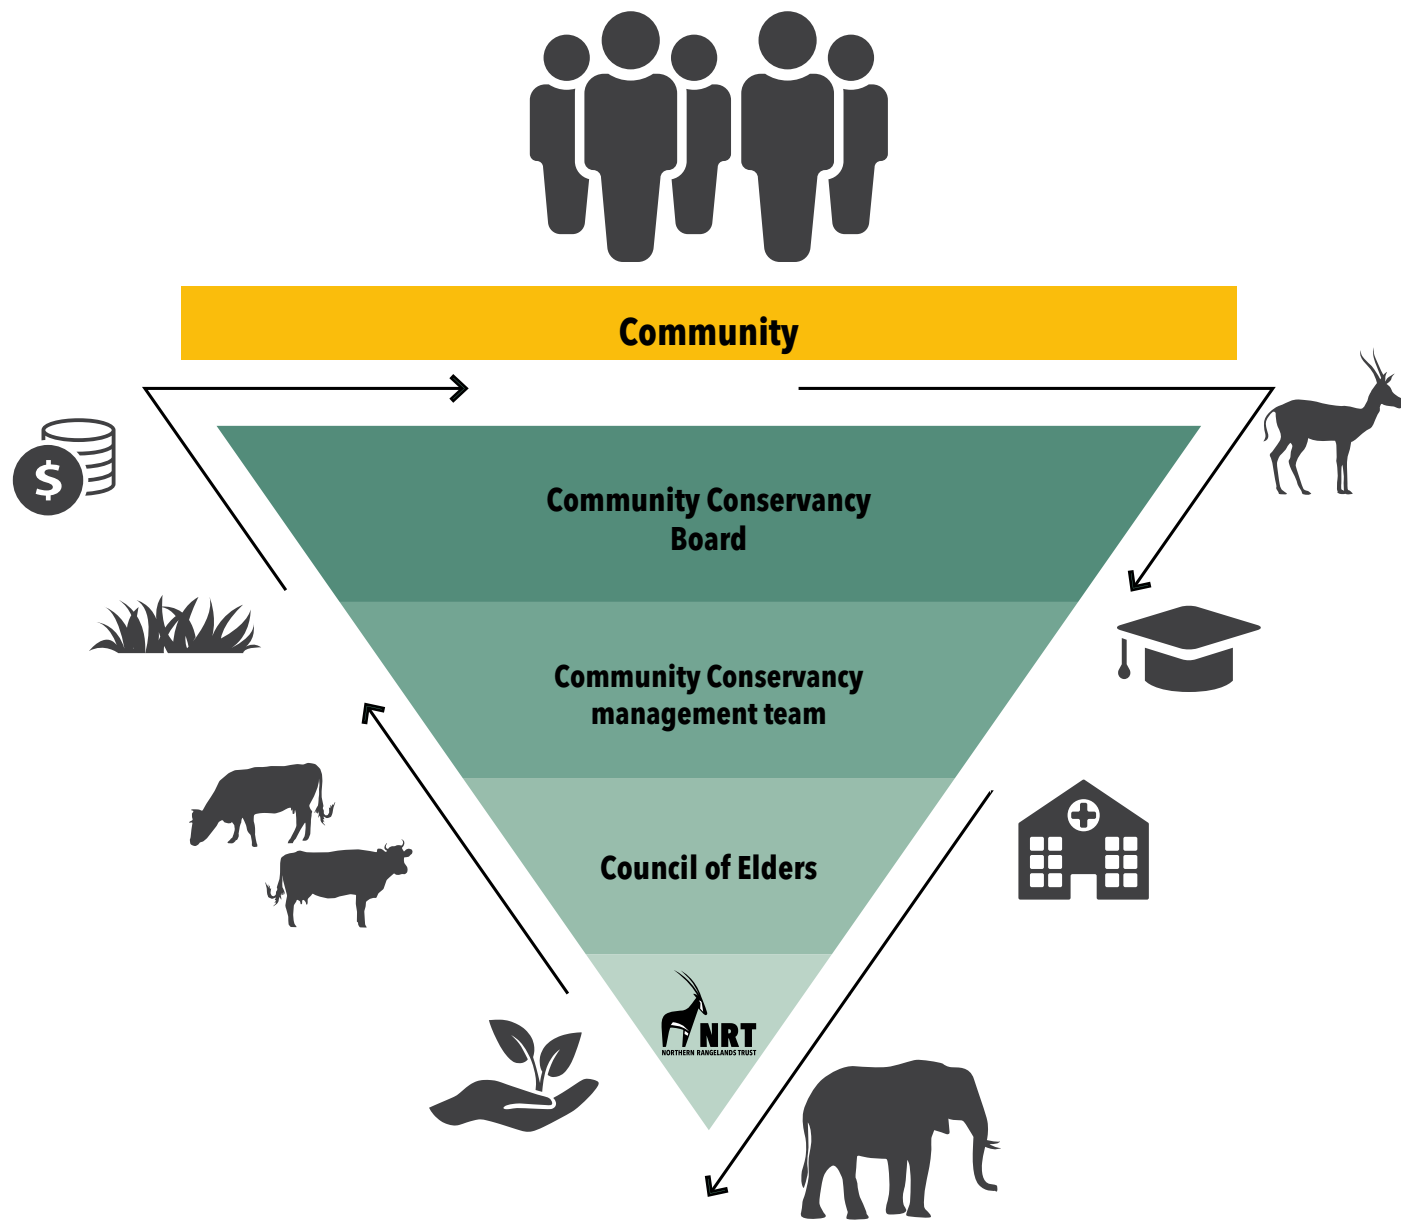 Community
$
Community Conservancy
Board
Community Conservancy
management team
Council of Elders
NRT
NORTHERN RANGELANDS TRUST